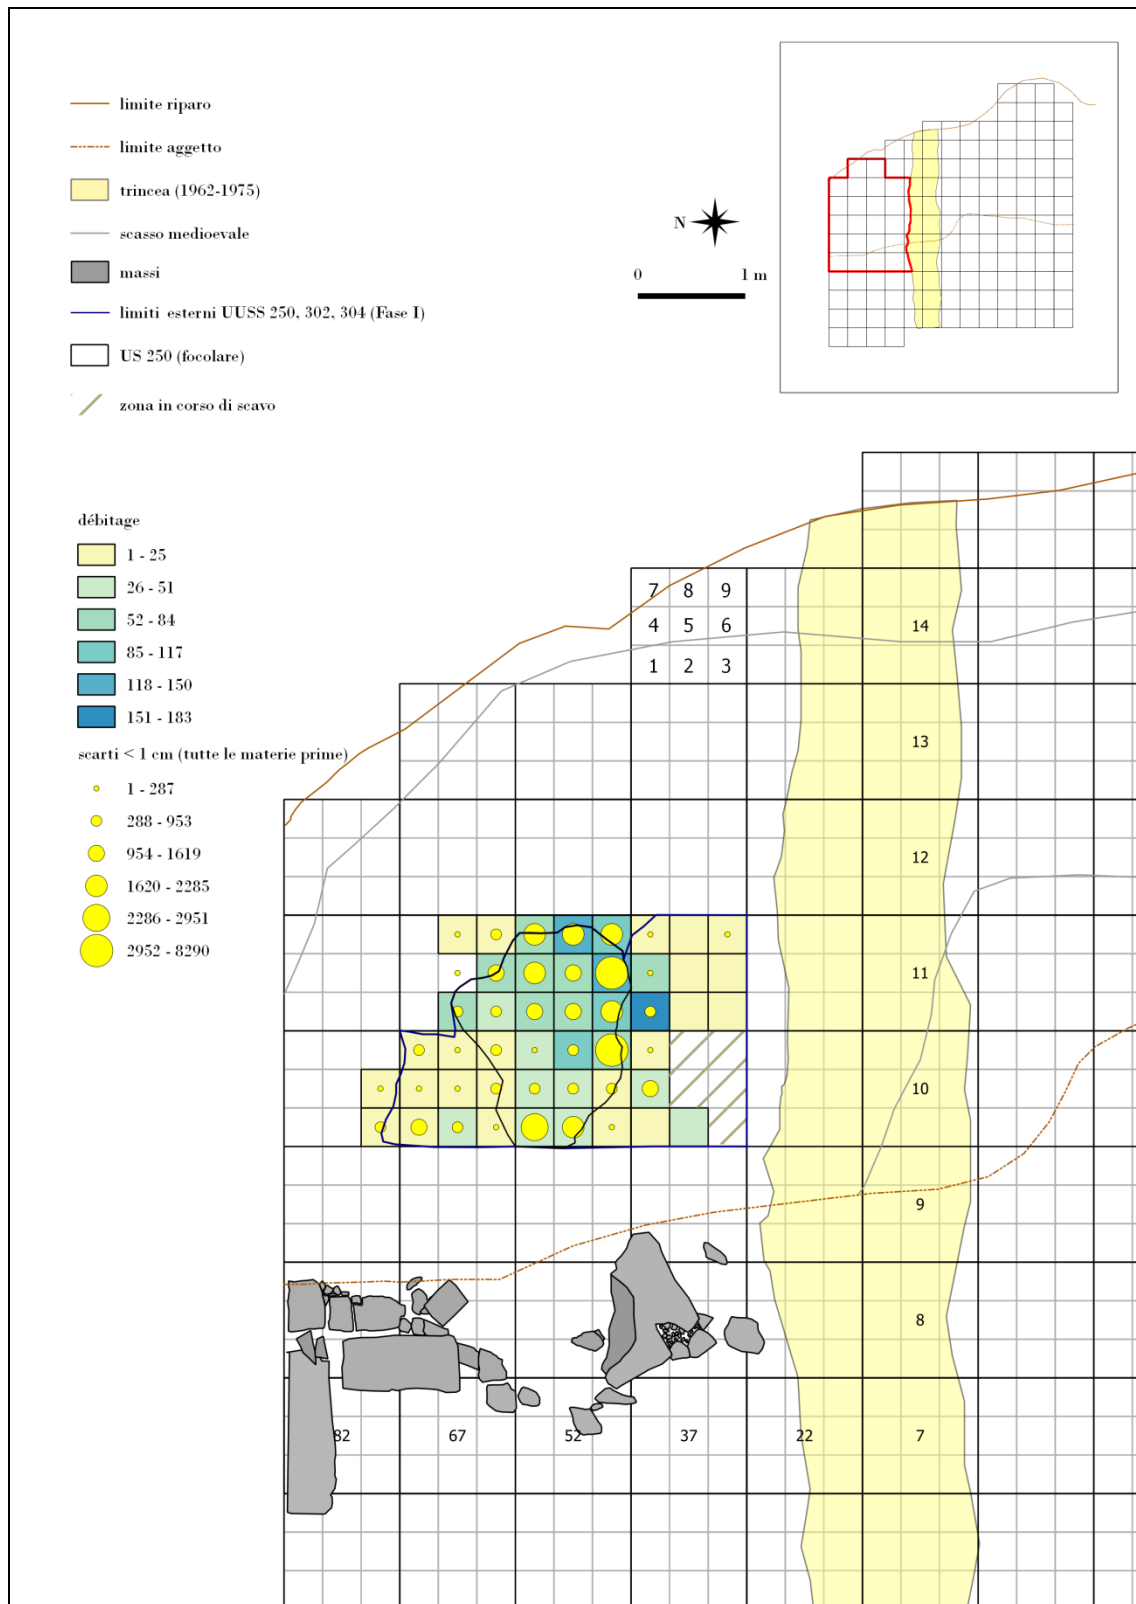 limite riparo
limite aggetto
trincea (1962-1975)
scasso medioevale
massi
limiti esterni UUSS 250, 302, 304 (Fase I)
US 250 (focolare)
zona in corso di scavo
N
0 1 m
débitage
1 - 25
26 - 51
52 - 84
85 - 117
118 - 150
151 - 183
scarti < 1 cm (tutte le materie prime)
1 - 287
288 - 953
954 - 1619
1620 - 2285
2286 - 2951
2952 - 8290
7 8 9
4 5 6
1 2 3
14
13
12
11
10
9
8
82 67 52 37 22 7